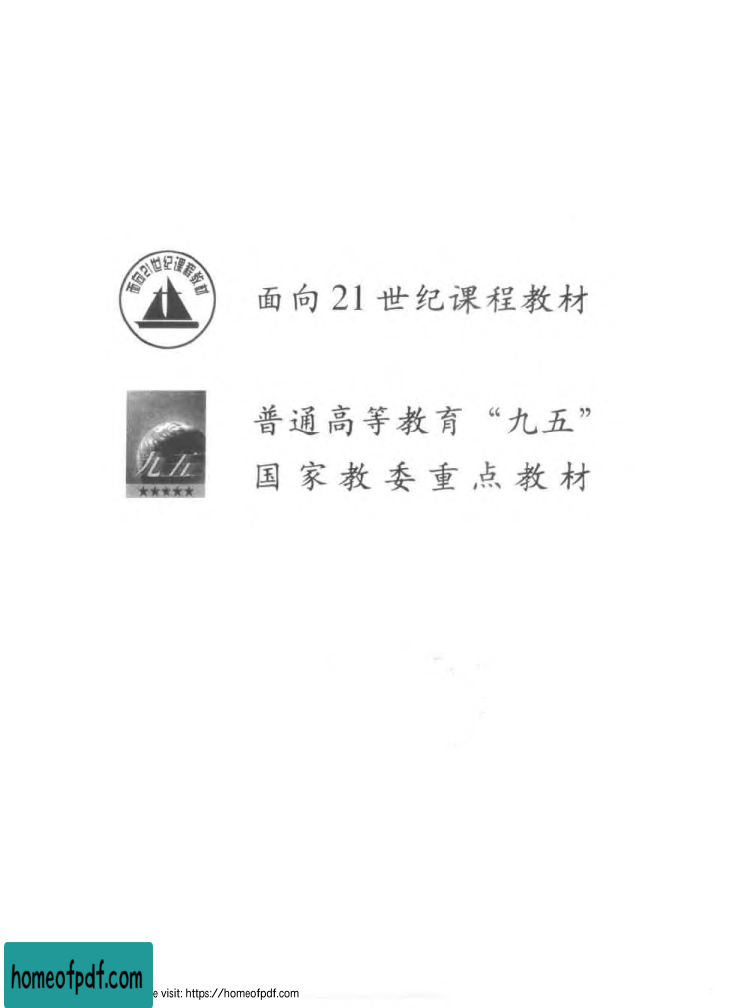 面向21世纪课程教材
面向 21 世纪课程教材
普通高等教育“九五”
九五
★★★★★
国家教委重点教材
homeofpdf.com
e visit: https://homeofpdf.com